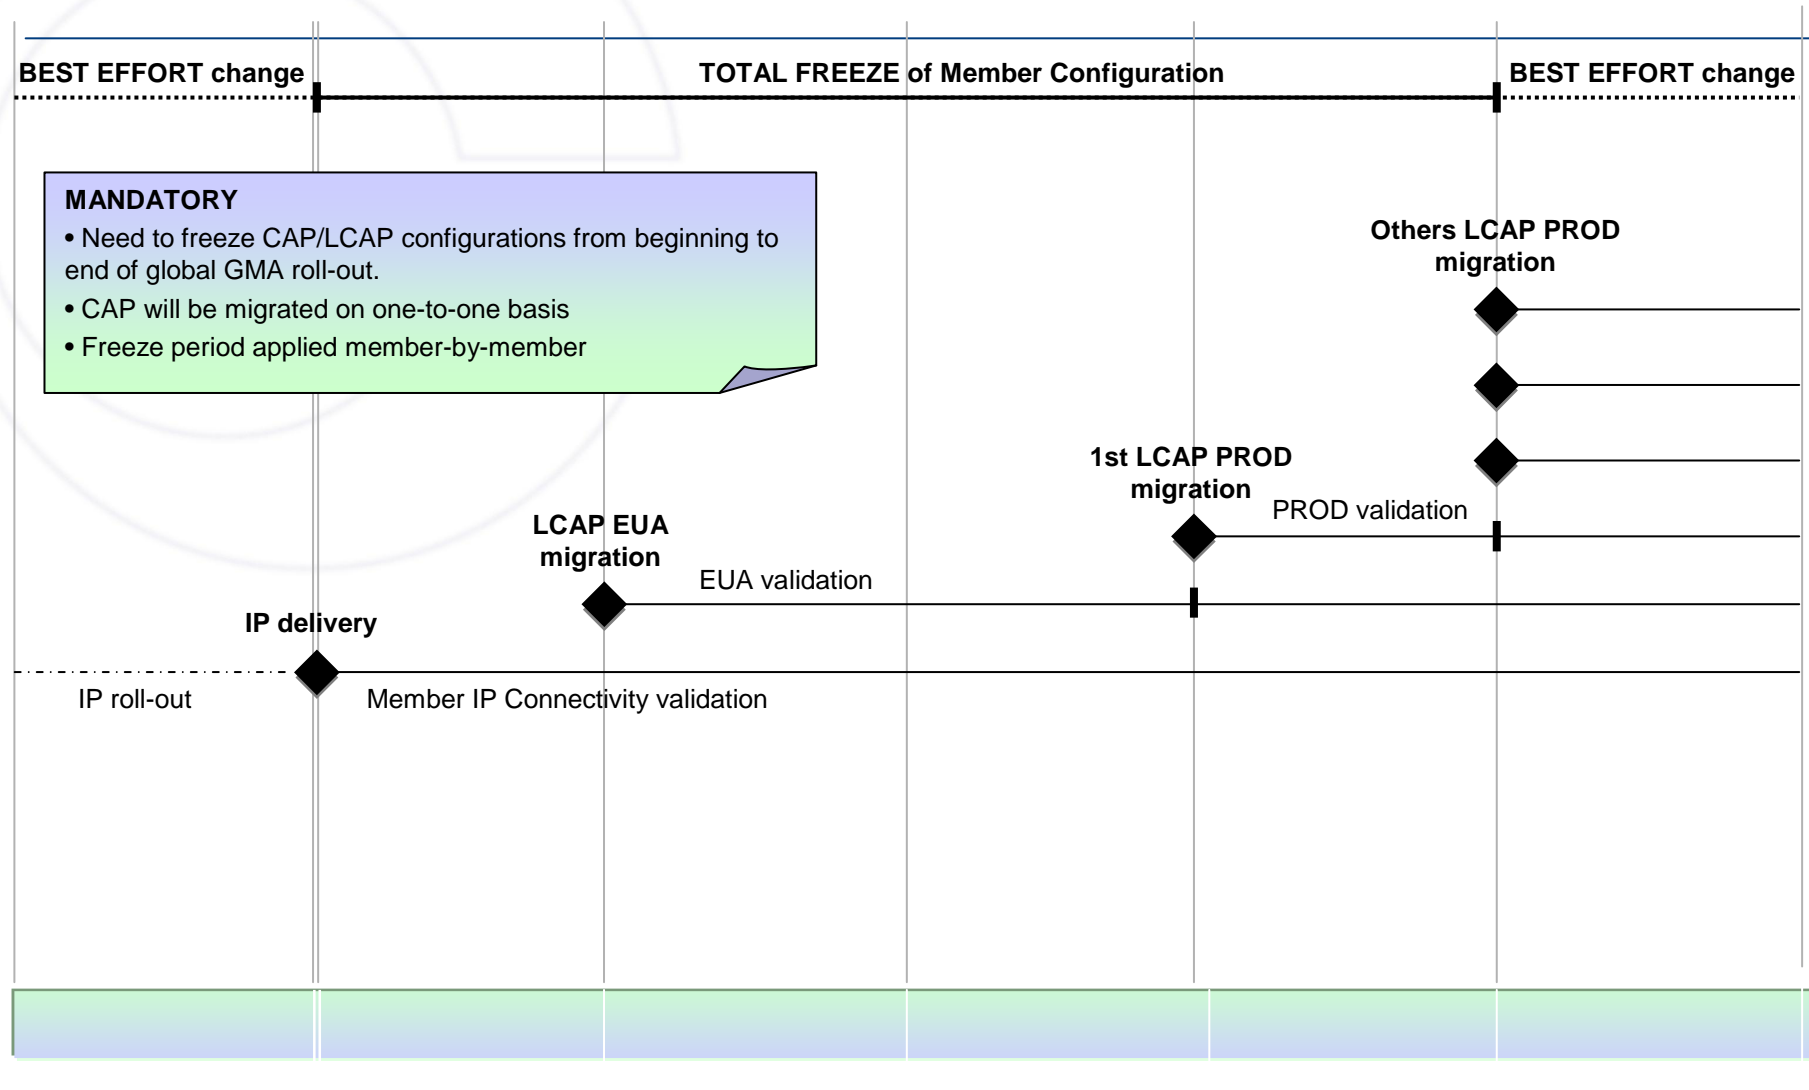 BEST EFFORT change
TOTAL FREEZE of Member Configuration
BEST EFFORT change
MANDATORY
• Need to freeze CAP/LCAP configurations from beginning to
end of global GMA roll-out.
• CAP will be migrated on one-to-one basis
• Freeze period applied member-by-member
Others LCAP PROD
migration
1st LCAP PROD
migration
PROD validation
LCAP EUA
migration
EUA validation
IP delivery
IP roll-out
Member IP Connectivity validation